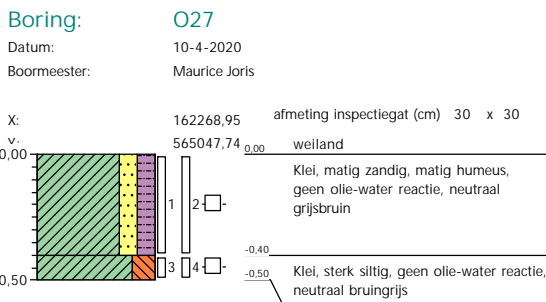 Boring: O27
Datum: 10-4-2020
Boormeester: Maurice Joris
X: 162268,95 afmeting inspectiegat (cm) 30 x 30
565047,74
0,00 0,00 weiland
Klei, matig zandig, matig humeus,
geen olie-water reactie, neutraal
grijsbruin
1 2
-0,40
3 4
0,50 -0,50 Klei, sterk siltig, geen olie-water reactie,
neutraal bruingrijs